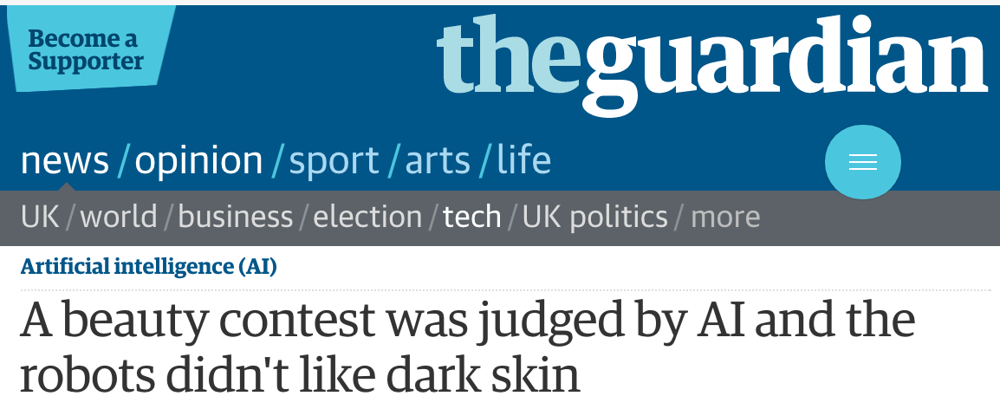 Become a
Supporter
theguardian
news / opinion / sport / arts / life
UK / world / business / election / tech / UK politics / more
Artificial intelligence (AI)
A beauty contest was judged by AI and the
robots didn't like dark skin